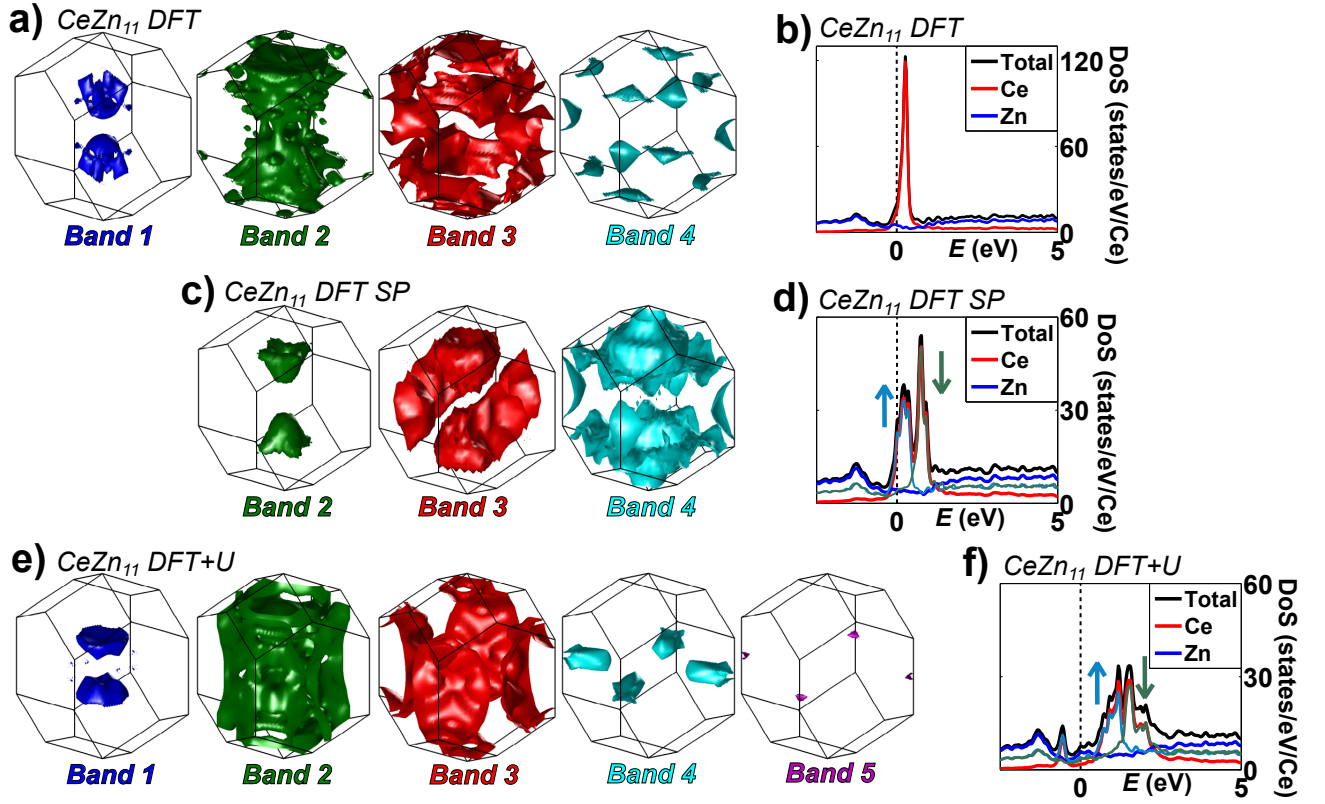 a) CeZn₁₁ DFT
Band 1 Band 2 Band 3 Band 4
b) CeZn₁₁ DFT
Total
Ce
Zn
120
60
0
DoS (states/eV/Ce)
0 E (eV) 5
c) CeZn₁₁ DFT SP
Band 2 Band 3 Band 4
d) CeZn₁₁ DFT SP
Total
Ce
Zn
60
30
0
DoS (states/eV/Ce)
0 E (eV) 5
e) CeZn₁₁ DFT+U
Band 1 Band 2 Band 3 Band 4 Band 5
f) CeZn₁₁ DFT+U
Total
Ce
Zn
60
30
0
DoS (states/eV/Ce)
0 E (eV) 5